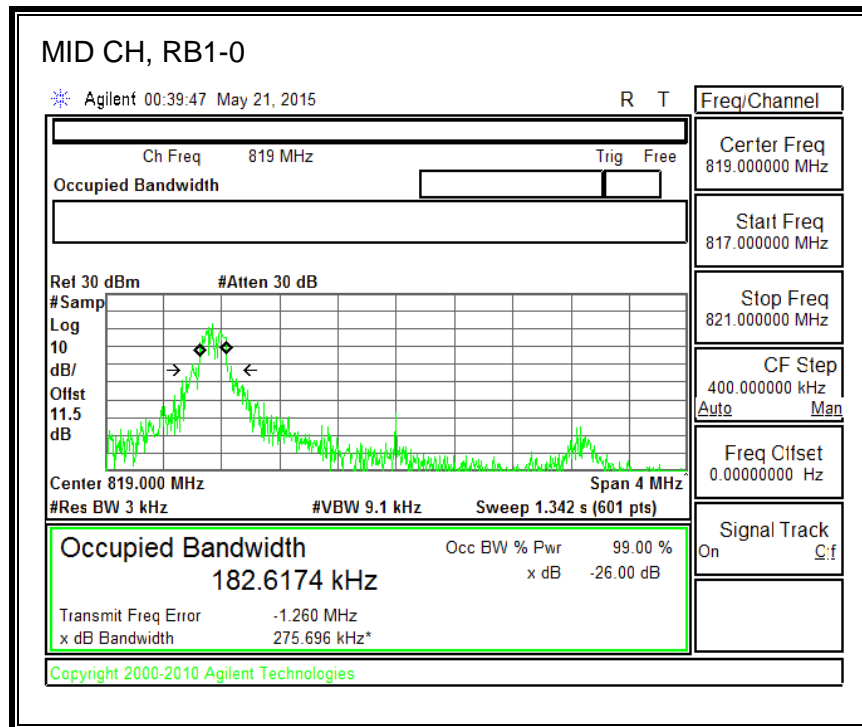 MID CH, RB1-0
Agilent 00:39:47 May 21, 2015 R T
Freq/Channel
Ch Freq 819 MHz Trig Free
Occupied Bandwidth
Center Freq
819.000000 MHz
Start Freq
817.000000 MHz
Stop Freq
821.000000 MHz
CF Step
400.000000 kHz
Auto Man
Freq Offset
0.00000000 Hz
Signal Track
On Off
Ref 30 dBm #Atten 30 dB
#Samp
Log
10
dB/
Offst
11.5
dB
Center 819.000 MHz Span 4 MHz
#Res BW 3 kHz #VBW 9.1 kHz Sweep 1.342 s (601 pts)
Occupied Bandwidth
182.6174 kHz
Occ BW % Pwr 99.00 %
x dB -26.00 dB
Transmit Freq Error -1.260 MHz
x dB Bandwidth 275.696 kHz*
Copyright 2000-2010 Agilent Technologies